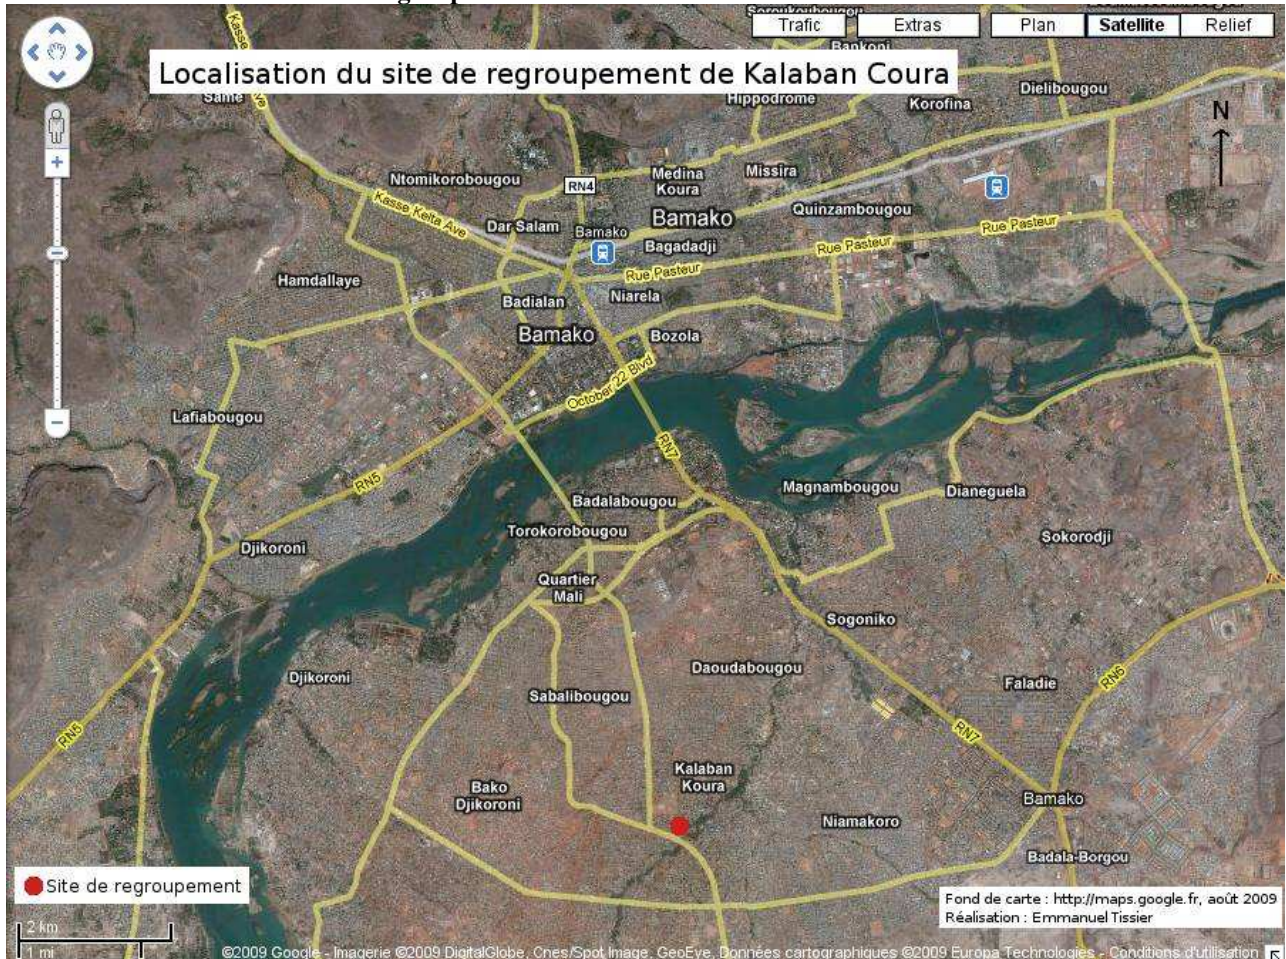 Trafic
Extras
Plan
Satellite
Relief
Localisation du site de regroupement de Kalaban Coura
N
Bankoni
Same
Hippodrome
Korofina
Dielibougou
Ntomikorobougou
RN4
Medina
Koura
Missira
Kasse Keita Ave
Dar Salam
Bamako
Bamako
Quinzambougou
Bagadadji
Rue Pasteur
Rue Pasteur
Rue Pasteur
Hamdallaye
Badialan
Niarela
Bamako
Bozola
October 22 Blvd
Lafiabougou
RN7
RN5
Badalabougou
Magnambougou
Dianeguela
Torokorobougou
Sokorodji
Djikoroni
Quartier
Mali
Sogoniko
Djikoroni
Daoudabougou
Sabalibougou
Faladie
RN6
RN5
RN7
Kalaban
Koura
Bako
Djikoroni
Bamako
Niamakoro
Badala-Borgou
Site de regroupement
Fond de carte : http://maps.google.fr, août 2009
Réalisation : Emmanuel Tissier
2 km
1 mi
©2009 Google - Imagerie ©2009 DigitalGlobe, Cnes/Spot Image, GeoEye, Données cartographiques ©2009 Europa Technologies - Conditions d'utilisation